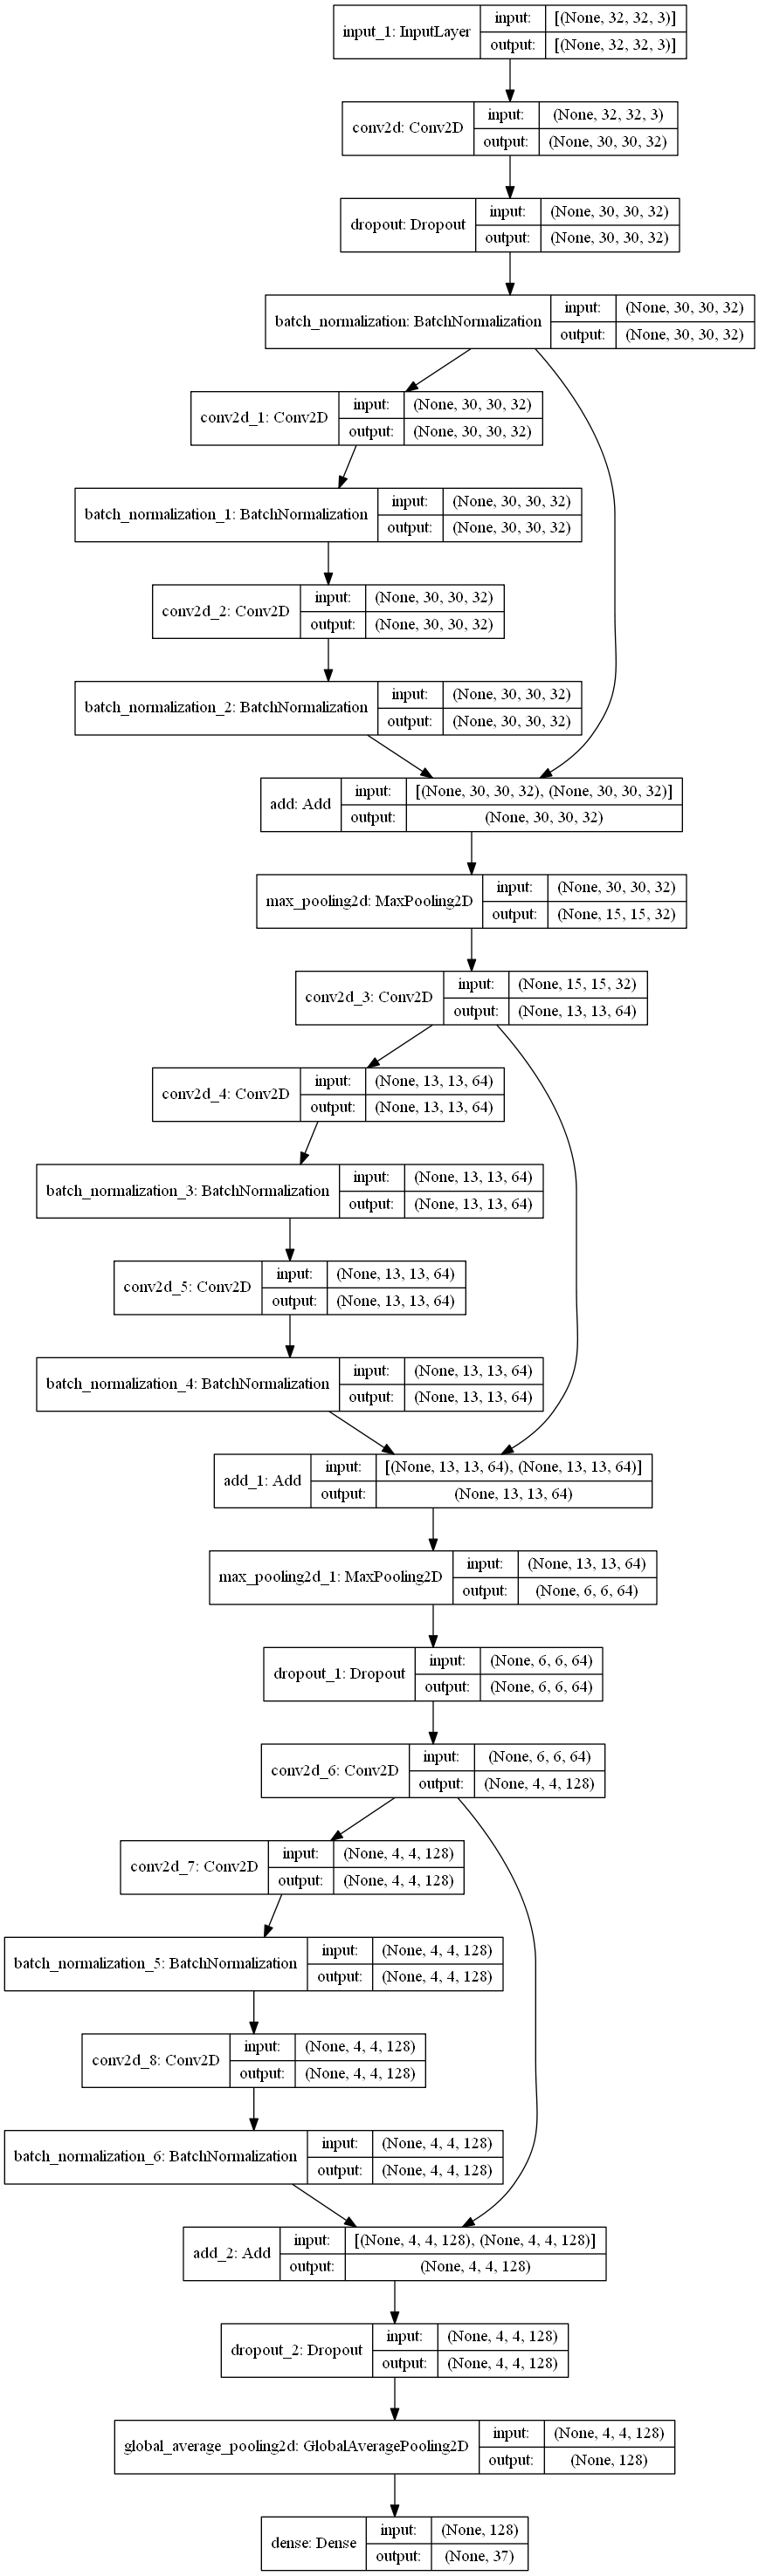 input_1: InputLayer
input: [(None, 32, 32, 3)]
output: [(None, 32, 32, 3)]
conv2d: Conv2D
input: (None, 32, 32, 3)
output: (None, 30, 30, 32)
dropout: Dropout
input: (None, 30, 30, 32)
output: (None, 30, 30, 32)
batch_normalization: BatchNormalization
input: (None, 30, 30, 32)
output: (None, 30, 30, 32)
conv2d_1: Conv2D
input: (None, 30, 30, 32)
output: (None, 30, 30, 32)
batch_normalization_1: BatchNormalization
input: (None, 30, 30, 32)
output: (None, 30, 30, 32)
conv2d_2: Conv2D
input: (None, 30, 30, 32)
output: (None, 30, 30, 32)
batch_normalization_2: BatchNormalization
input: (None, 30, 30, 32)
output: (None, 30, 30, 32)
add: Add
input: [(None, 30, 30, 32), (None, 30, 30, 32)]
output: (None, 30, 30, 32)
max_pooling2d: MaxPooling2D
input: (None, 30, 30, 32)
output: (None, 15, 15, 32)
conv2d_3: Conv2D
input: (None, 15, 15, 32)
output: (None, 13, 13, 64)
conv2d_4: Conv2D
input: (None, 13, 13, 64)
output: (None, 13, 13, 64)
batch_normalization_3: BatchNormalization
input: (None, 13, 13, 64)
output: (None, 13, 13, 64)
conv2d_5: Conv2D
input: (None, 13, 13, 64)
output: (None, 13, 13, 64)
batch_normalization_4: BatchNormalization
input: (None, 13, 13, 64)
output: (None, 13, 13, 64)
add_1: Add
input: [(None, 13, 13, 64), (None, 13, 13, 64)]
output: (None, 13, 13, 64)
max_pooling2d_1: MaxPooling2D
input: (None, 13, 13, 64)
output: (None, 6, 6, 64)
dropout_1: Dropout
input: (None, 6, 6, 64)
output: (None, 6, 6, 64)
conv2d_6: Conv2D
input: (None, 6, 6, 64)
output: (None, 4, 4, 128)
conv2d_7: Conv2D
input: (None, 4, 4, 128)
output: (None, 4, 4, 128)
batch_normalization_5: BatchNormalization
input: (None, 4, 4, 128)
output: (None, 4, 4, 128)
conv2d_8: Conv2D
input: (None, 4, 4, 128)
output: (None, 4, 4, 128)
batch_normalization_6: BatchNormalization
input: (None, 4, 4, 128)
output: (None, 4, 4, 128)
add_2: Add
input: [(None, 4, 4, 128), (None, 4, 4, 128)]
output: (None, 4, 4, 128)
dropout_2: Dropout
input: (None, 4, 4, 128)
output: (None, 4, 4, 128)
global_average_pooling2d: GlobalAveragePooling2D
input: (None, 4, 4, 128)
output: (None, 128)
dense: Dense
input: (None, 128)
output: (None, 37)